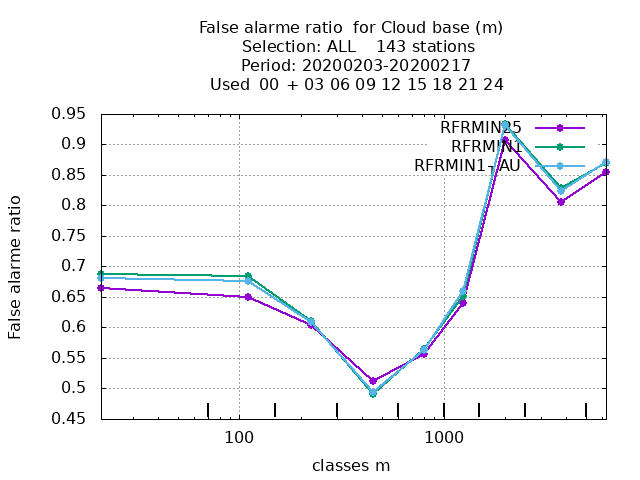 False alarme ratio  for Cloud base (m)
Selection: ALL    143 stations
Period: 20200203-20200217
Used  00 + 03 06 09 12 15 18 21 24
0.95
0.9
0.85
0.8
0.75
0.7
0.65
0.6
0.55
0.5
0.45
False alarme ratio
RFRMIN25
RFRMIN1
RFRMIN1-AU
100
1000
classes m